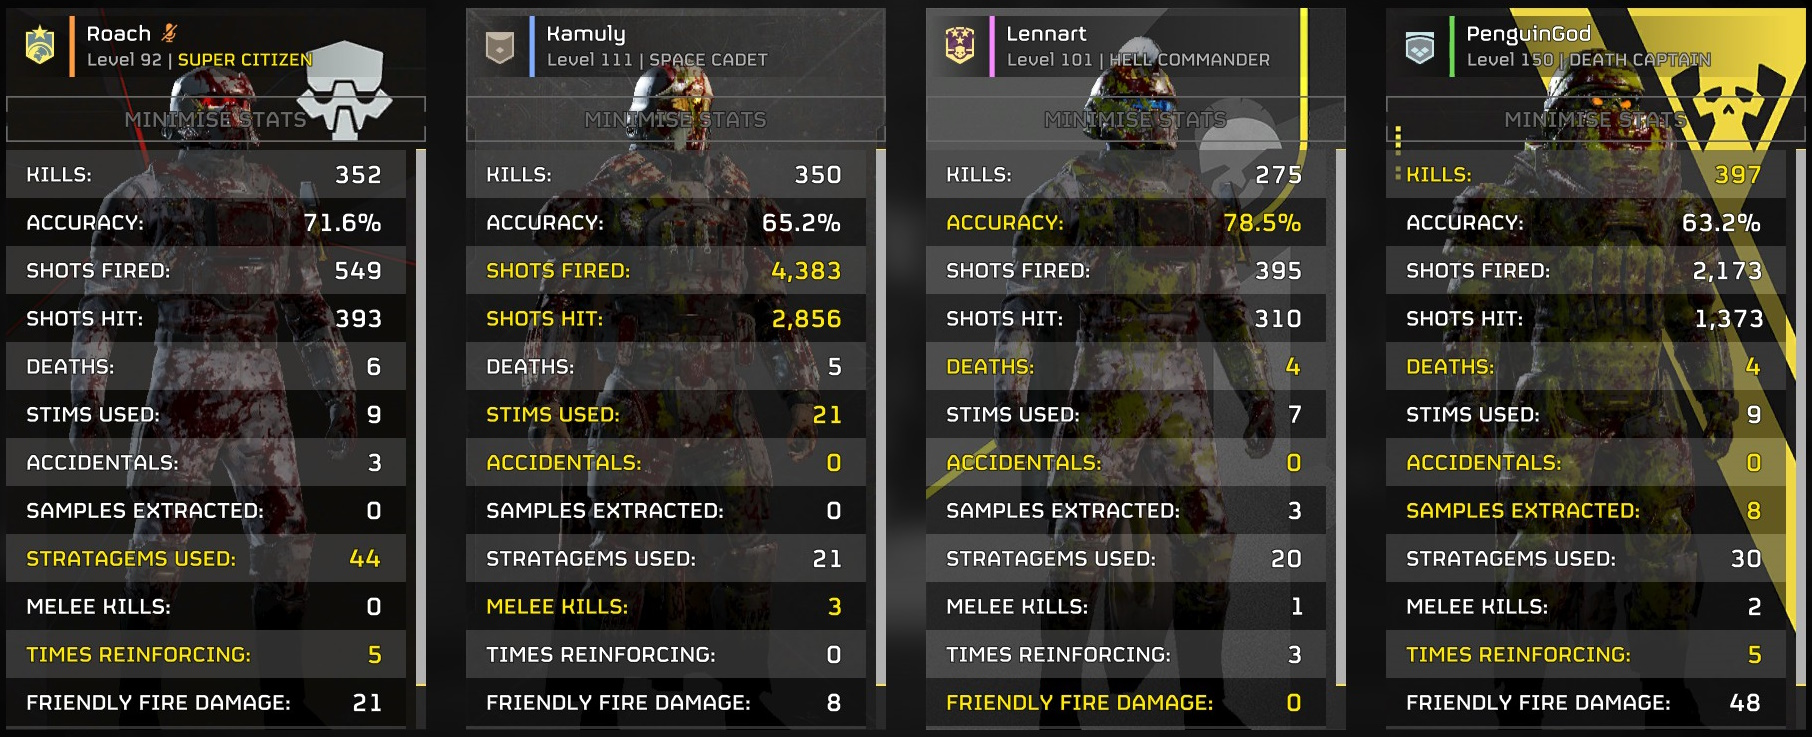 Roach
Level 92 | SUPER CITIZEN
MINIMISE STATS
KILLS: 352
ACCURACY: 71.6%
SHOTS FIRED: 549
SHOTS HIT: 393
DEATHS: 6
STIMS USED: 9
ACCIDENTALS: 3
SAMPLES EXTRACTED: 0
STRATAGEMS USED: 44
MELEE KILLS: 0
TIMES REINFORCING: 5
FRIENDLY FIRE DAMAGE: 21
Kamuly
Level 111 | SPACE CADET
MINIMISE STATS
KILLS: 350
ACCURACY: 65.2%
SHOTS FIRED: 4,383
SHOTS HIT: 2,856
DEATHS: 5
STIMS USED: 21
ACCIDENTALS: 0
SAMPLES EXTRACTED: 0
STRATAGEMS USED: 21
MELEE KILLS: 3
TIMES REINFORCING: 0
FRIENDLY FIRE DAMAGE: 8
Lennart
Level 101 | HELL COMMANDER
MINIMISE STATS
KILLS: 275
ACCURACY: 78.5%
SHOTS FIRED: 395
SHOTS HIT: 310
DEATHS: 4
STIMS USED: 7
ACCIDENTALS: 0
SAMPLES EXTRACTED: 3
STRATAGEMS USED: 20
MELEE KILLS: 1
TIMES REINFORCING: 3
FRIENDLY FIRE DAMAGE: 0
PenguinGod
Level 150 | DEATH CAPTAIN
MINIMISE STATS
KILLS: 397
ACCURACY: 63.2%
SHOTS FIRED: 2,173
SHOTS HIT: 1,373
DEATHS: 4
STIMS USED: 9
ACCIDENTALS: 0
SAMPLES EXTRACTED: 8
STRATAGEMS USED: 30
MELEE KILLS: 2
TIMES REINFORCING: 5
FRIENDLY FIRE DAMAGE: 48